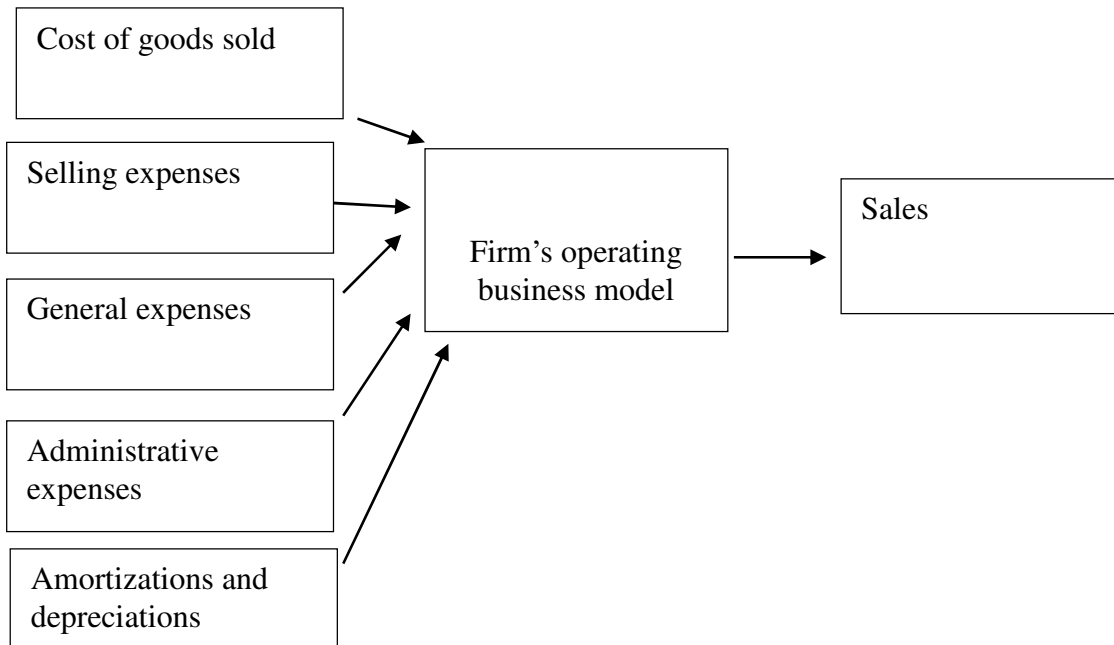 Cost of goods sold
Selling expenses
General expenses
Administrative
expenses
Amortizations and
depreciations
Firm’s operating
business model
Sales